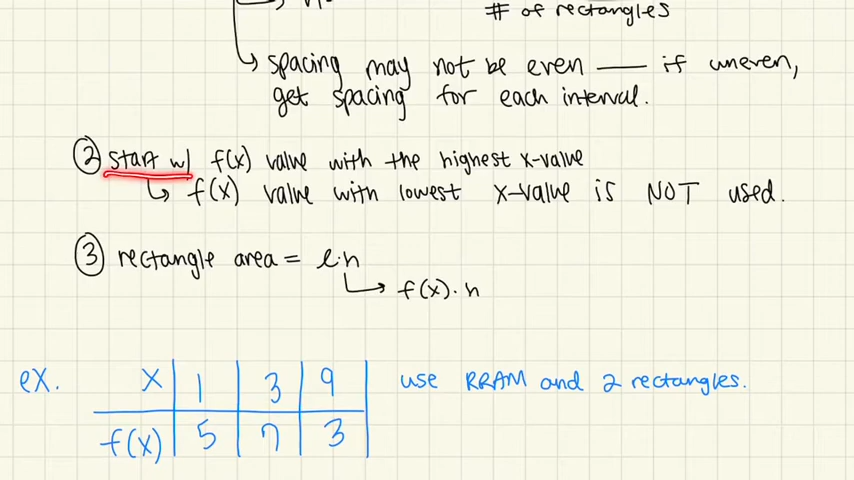 # of rectangles
spacing may not be even — if uneven,
get spacing for each interval.
② start w/ f(x) value with the highest x-value
f(x) value with lowest x-value is NOT used.
③ rectangle area = l·h
f(x)·h
ex. x 1 3 9 use RRAM and 2 rectangles.
f(x) 5 7 3